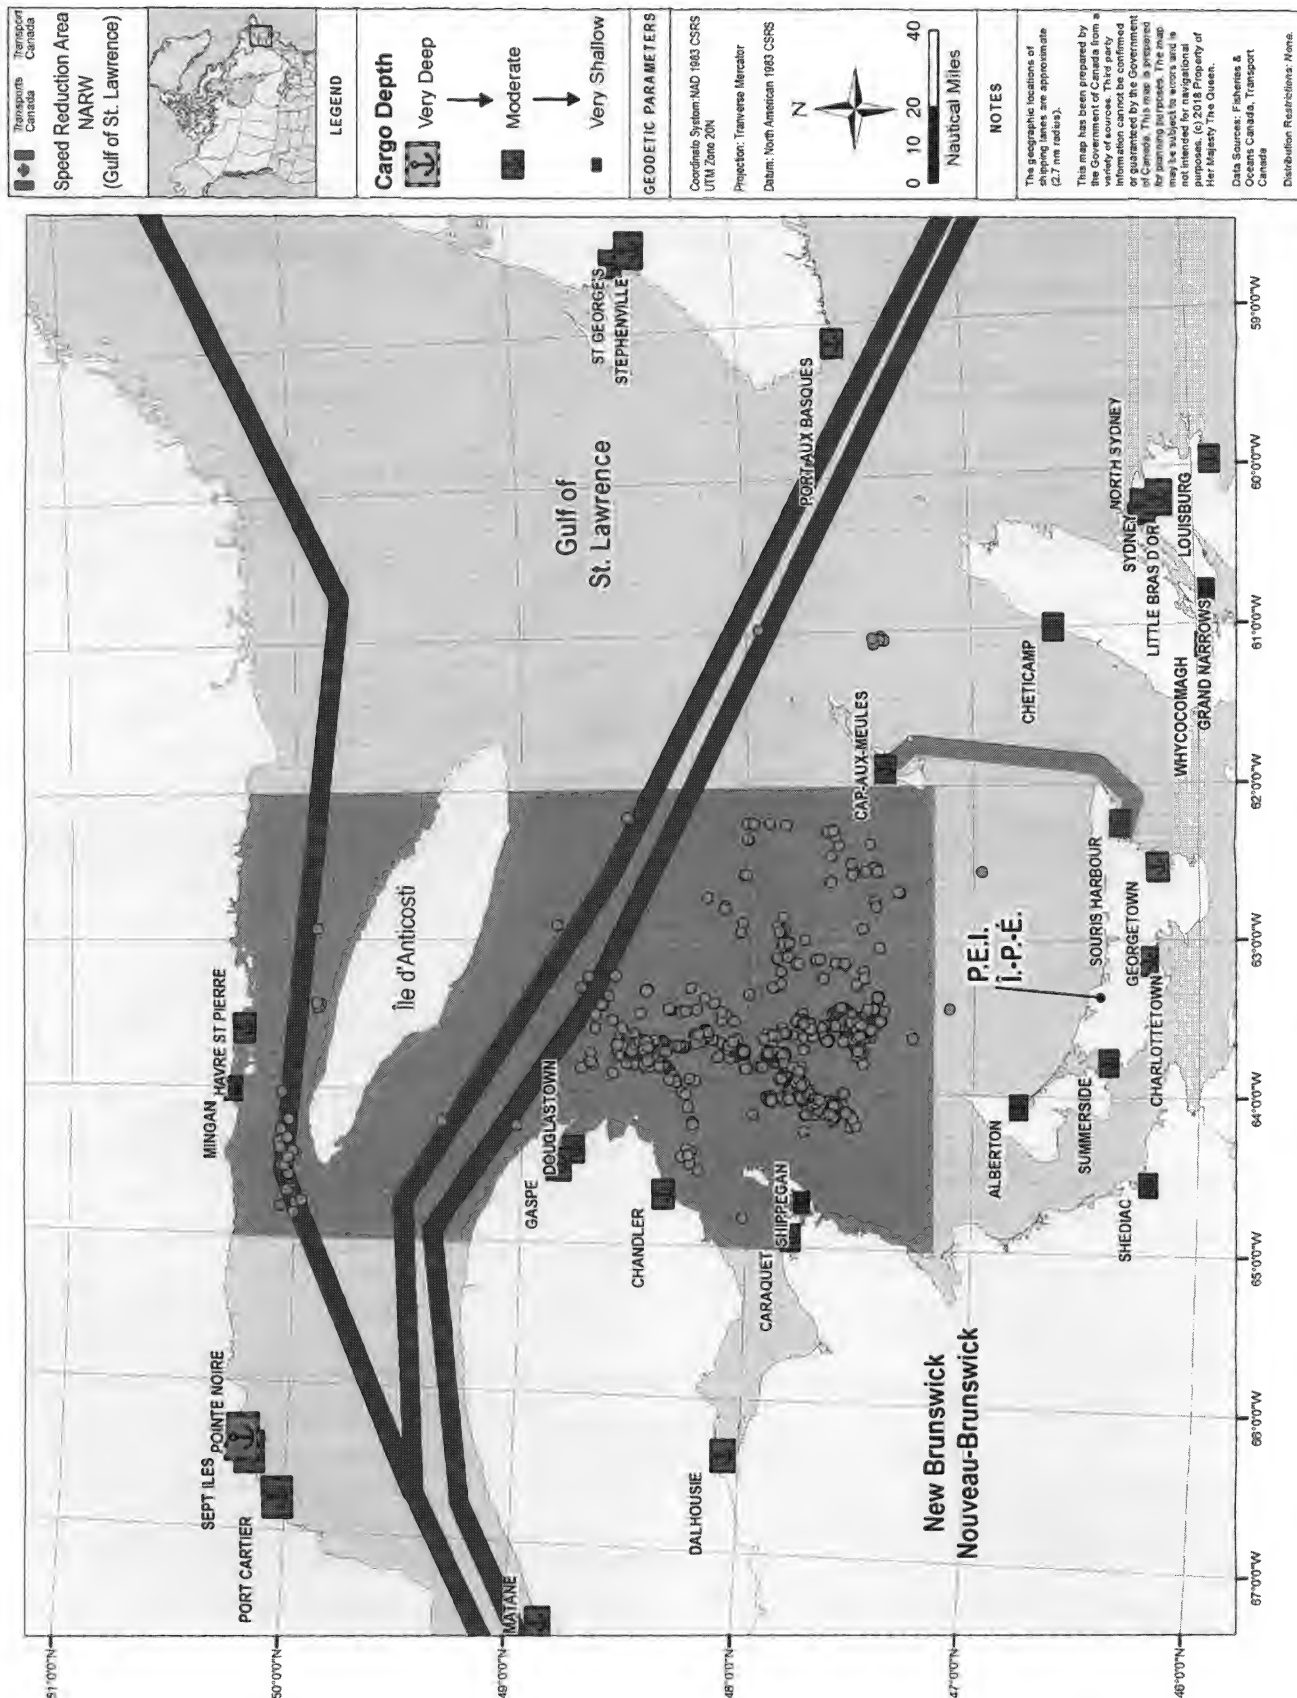 Transports Canada
Transport Canada
Speed Reduction Area
NARW
(Gulf of St. Lawrence)
LEGEND
Cargo Depth
Very Deep
Moderate
Very Shallow
GEODETIC PARAMETERS
Coordinate System:NAD 1983 CSRS
UTM Zone 20N
Projection: Tranverse Mercator
Datum: North American 1983 CSRS
N
0 10 20 40
Nautical Miles
NOTES
The geographic locations of
shipping lanes are approximate
(2.7 nm radius).
This map has been prepared by
the Government of Canada from a
variety of sources. Third party
information cannot be confirmed
or guaranteed by the Government
of Canada. This map is prepared
for planning purposes. The map
may be subject to errors and is
not intended for navigational
purposes. (c) 2018 Property of
Her Majesty The Queen.
Data Sources: Fisheries &
Oceans Canada, Transport
Canada
Distribution Restrictions: None.
51°0'0"N
50°0'0"N
49°0'0"N
48°0'0"N
47°0'0"N
46°0'0"N
67°0'0"W
66°0'0"W
65°0'0"W
64°0'0"W
63°0'0"W
62°0'0"W
61°0'0"W
60°0'0"W
59°0'0"W
SEPT ILES
POINTE NOIRE
PORT CARTIER
MATANE
MINGAN
HAVRE ST PIERRE
Île d'Anticosti
GASPE
DOUGLASTOWN
CHANDLER
CARAQUET
SHIPPEGAN
DALHOUSIE
New Brunswick
Nouveau-Brunswick
Gulf of
St. Lawrence
ST GEORGE'S
STEPHENVILLE
PORT AUX BASQUES
CAP-AUX-MEULES
CHETICAMP
SYDNEY
NORTH SYDNEY
LITTLE BRAS D'OR
LOUISBURG
WHYCOCOMAGH
GRAND NARROWS
P.E.I.
Î.-P.-É.
SOURIS HARBOUR
GEORGETOWN
CHARLOTTETOWN
SUMMERSIDE
ALBERTON
SHEDIAC